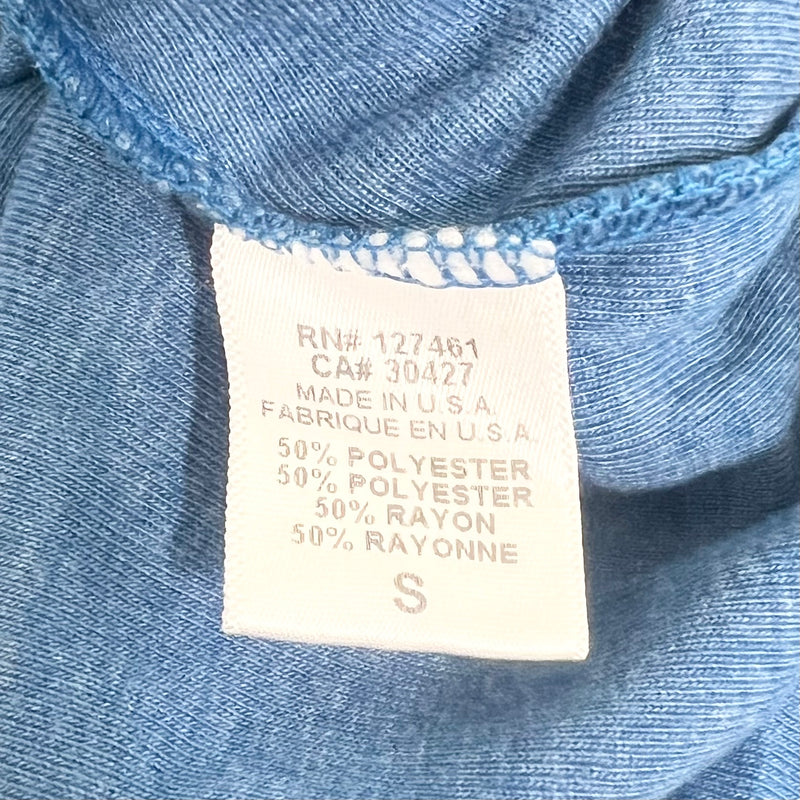 RN# 127461
CA# 30427
MADE IN U.S.A.
FABRIQUE EN U.S.A.
50% POLYESTER
50% POLYESTER
50% RAYON
50% RAYONNE
S